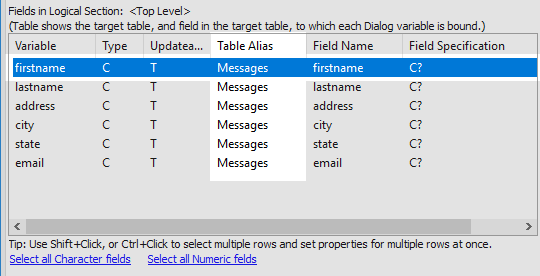 Fields in Logical Section: <Top Level>
(Table shows the target table, and field in the target table, to which each Dialog variable is bound.)
Variable Type Updatea... Table Alias Field Name Field Specification
firstname C T Messages firstname C?
lastname C T Messages lastname C?
address C T Messages address C?
city C T Messages city C?
state C T Messages state C?
email C T Messages email C?
Tip: Use Shift+Click, or Ctrl+Click to select multiple rows and set properties for multiple rows at once.
Select all Character fields Select all Numeric fields